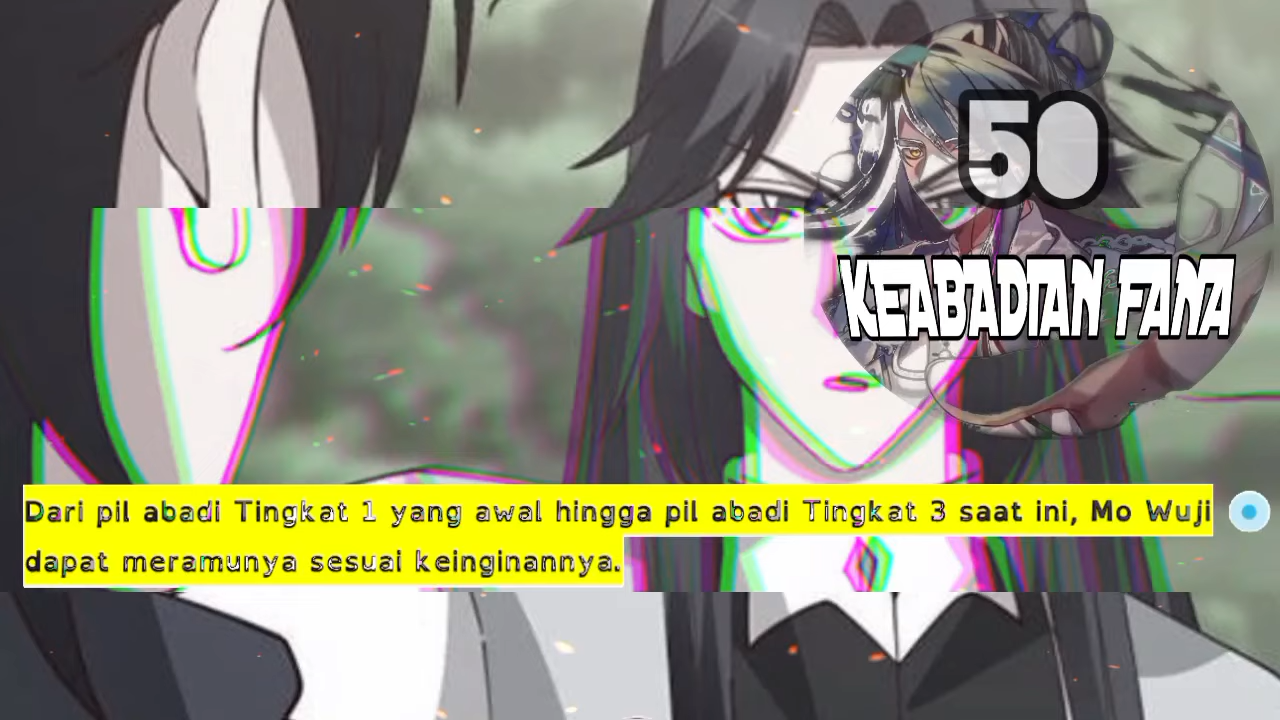 50
KEABADIAN FANA
Dari pil abadi Tingkat 1 yang awal hingga pil abadi Tingkat 3 saat ini, Mo Wuji
dapat meramunya sesuai keinginannya.